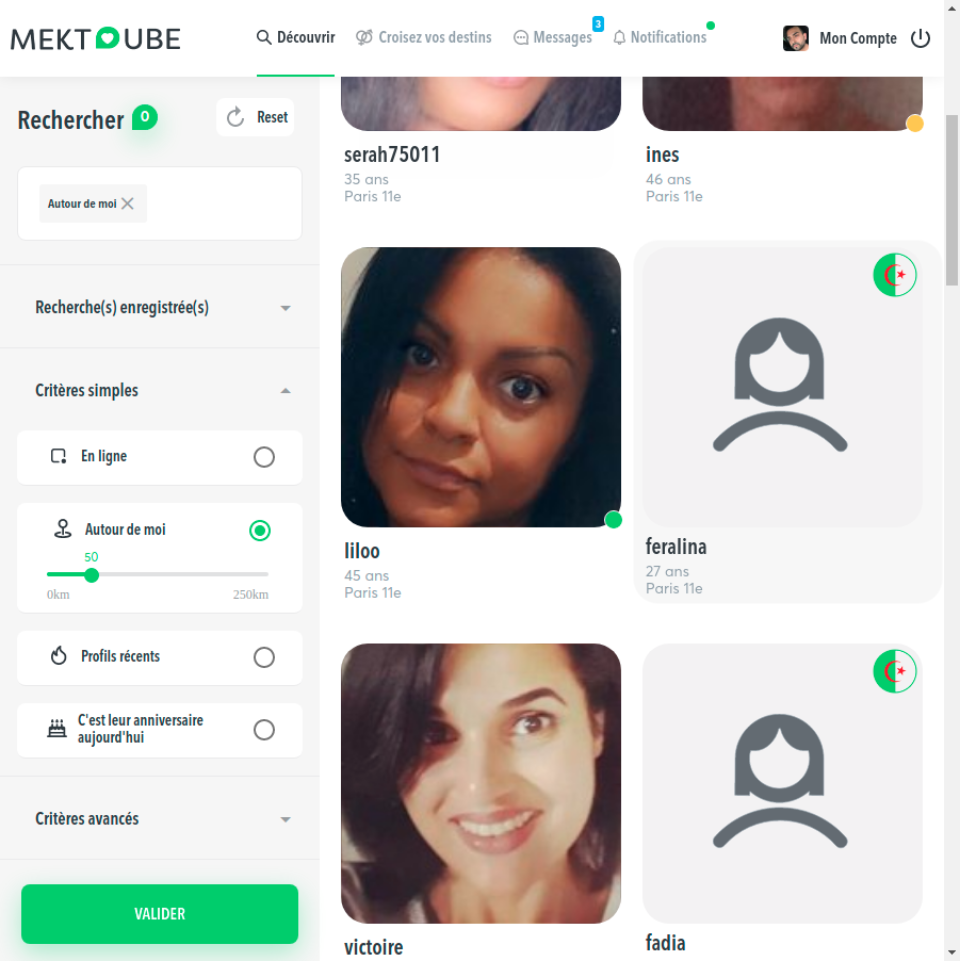 MEKTOUBE
Découvrir
Croisez vos destins
Messages
3
Notifications
Mon Compte
Rechercher
0
Reset
Autour de moi
Recherche(s) enregistrée(s)
Critères simples
En ligne
Autour de moi
50
0km
250km
Profils récents
C'est leur anniversaire
aujourd'hui
Critères avancés
VALIDER
serah75011
35 ans
Paris 11e
ines
46 ans
Paris 11e
liloo
45 ans
Paris 11e
feralina
27 ans
Paris 11e
victoire
fadia